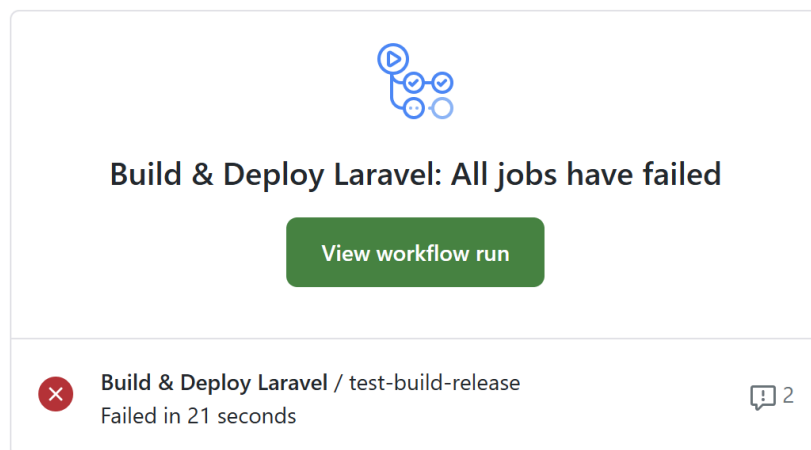 Build & Deploy Laravel: All jobs have failed
View workflow run
Build & Deploy Laravel / test-build-release
Failed in 21 seconds
2